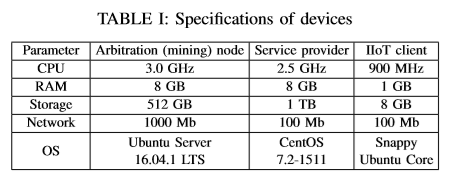 TABLE I: Specifications of devices
Parameter Arbitration (mining) node Service provider IIoT client
CPU 3.0 GHz 2.5 GHz 900 MHz
RAM 8 GB 8 GB 1 GB
Storage 512 GB 1 TB 8 GB
Network 1000 Mb 100 Mb 100 Mb
OS Ubuntu Server 16.04.1 LTS CentOS 7.2-1511 Snappy Ubuntu Core